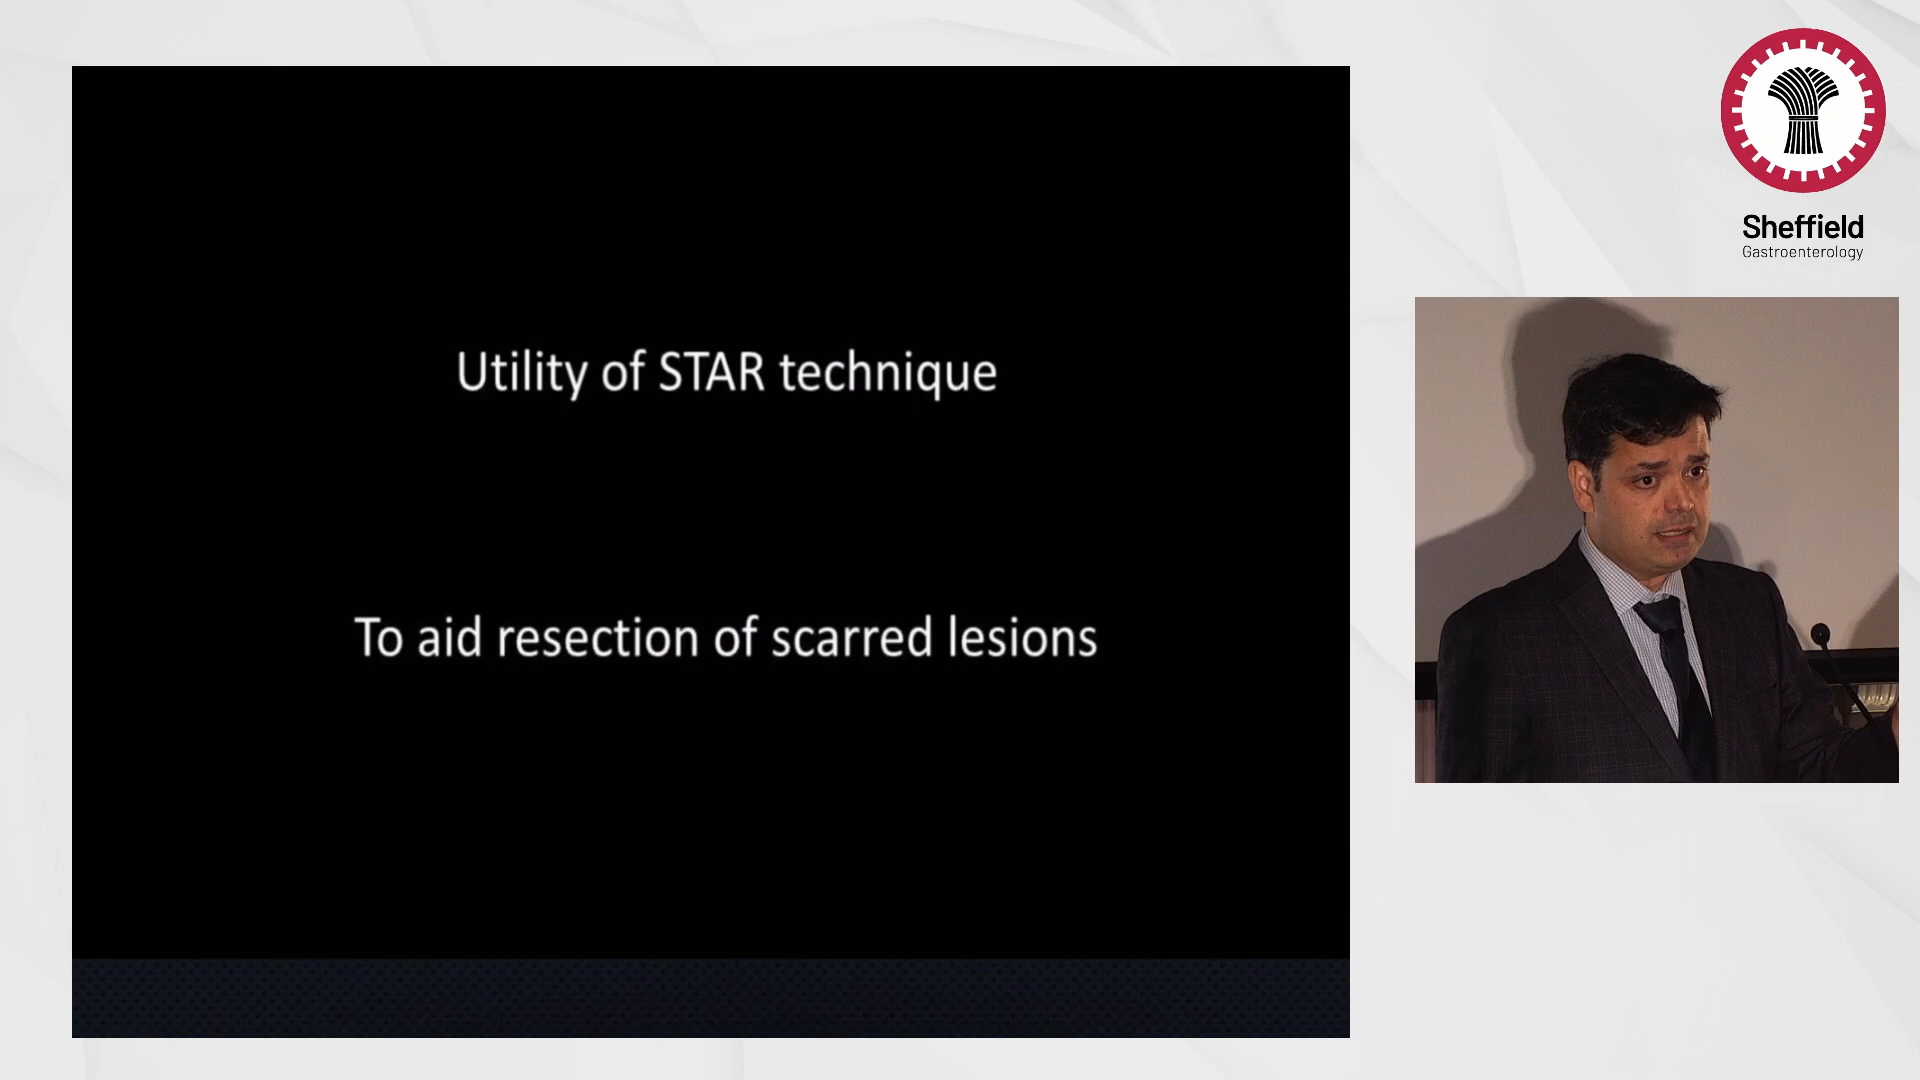 Utility of STAR technique
To aid resection of scarred lesions
Sheffield
Gastroenterology